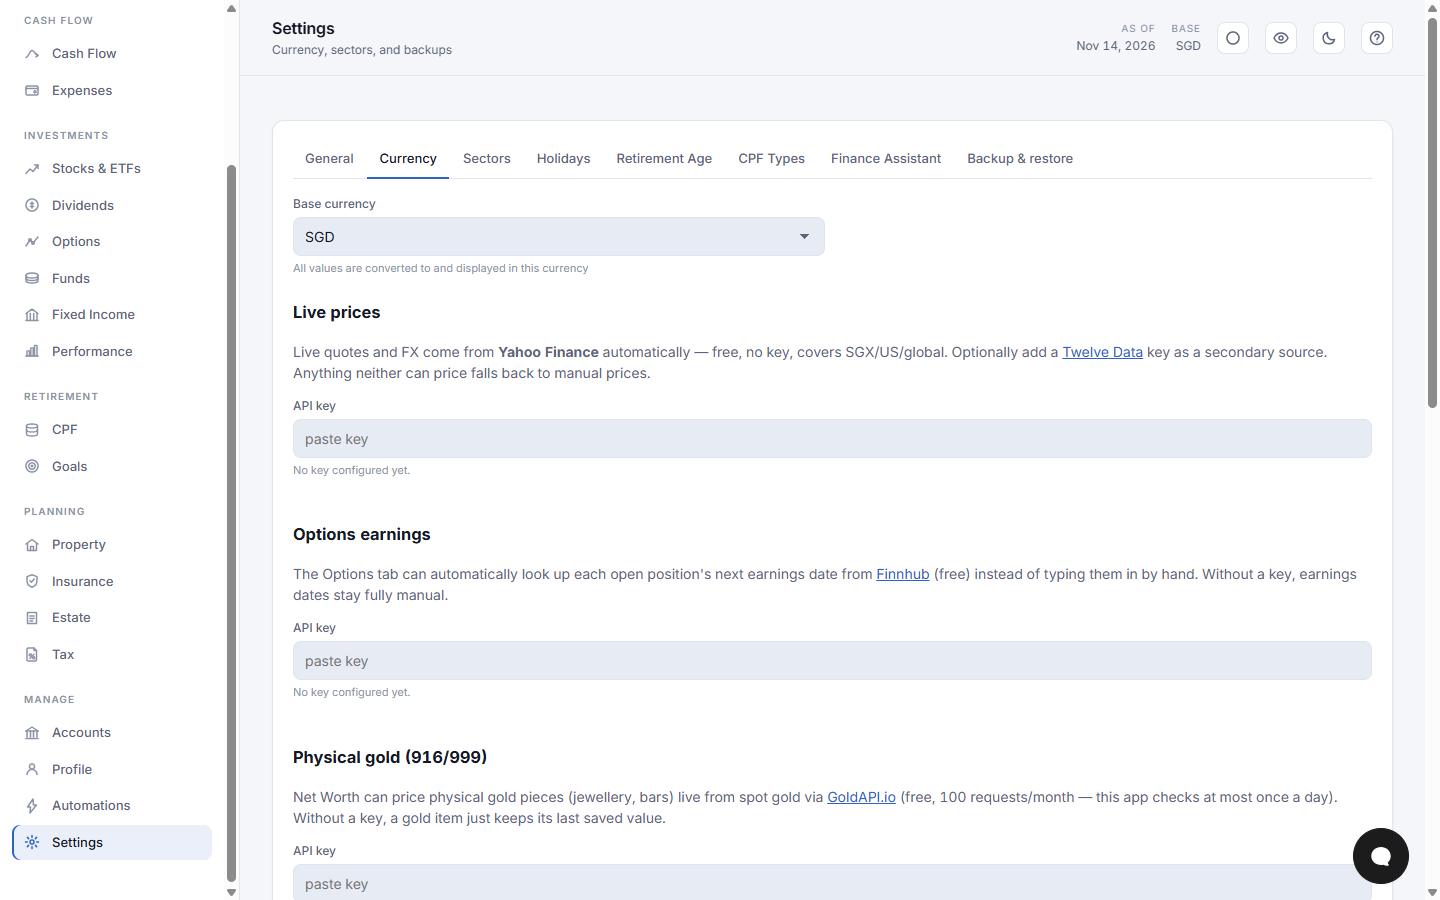 CASH FLOW
Cash Flow
Expenses
INVESTMENTS
Stocks & ETFs
Dividends
Options
Funds
Fixed Income
Performance
RETIREMENT
CPF
Goals
PLANNING
Property
Insurance
Estate
Tax
MANAGE
Accounts
Profile
Automations
Settings
Settings
Currency, sectors, and backups
AS OF
Nov 14, 2026
BASE
SGD
General Currency Sectors Holidays Retirement Age CPF Types Finance Assistant Backup & restore
Base currency
SGD
All values are converted to and displayed in this currency
Live prices
Live quotes and FX come from Yahoo Finance automatically — free, no key, covers SGX/US/global. Optionally add a Twelve Data key as a secondary source.
Anything neither can price falls back to manual prices.
API key
paste key
No key configured yet.
Options earnings
The Options tab can automatically look up each open position's next earnings date from Finnhub (free) instead of typing them in by hand. Without a key, earnings
dates stay fully manual.
API key
paste key
No key configured yet.
Physical gold (916/999)
Net Worth can price physical gold pieces (jewellery, bars) live from spot gold via GoldAPI.io (free, 100 requests/month — this app checks at most once a day).
Without a key, a gold item just keeps its last saved value.
API key
paste key